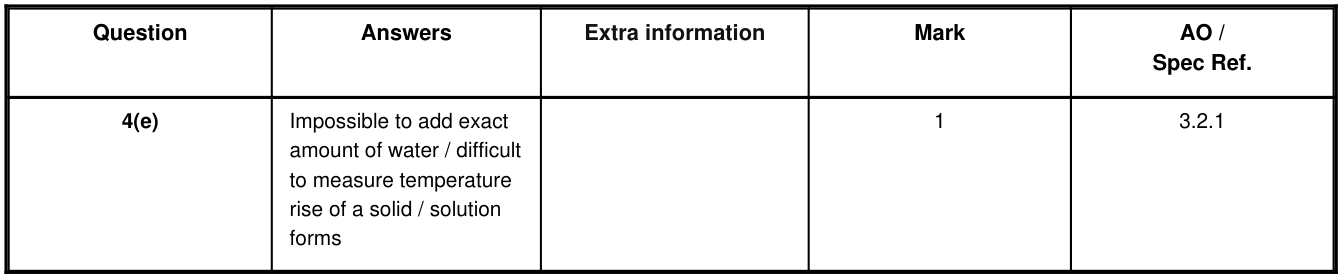 Question Answers Extra information Mark AO /
Spec Ref.
4(e) Impossible to add exact 1 3.2.1
amount of water / difficult
to measure temperature
rise of a solid / solution
forms